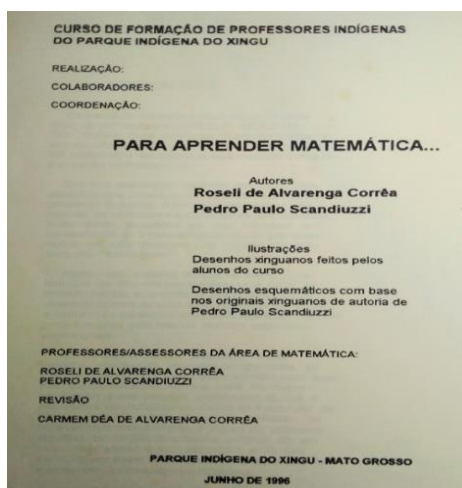 CURSO DE FORMAÇÃO DE PROFESSORES INDÍGENAS
DO PARQUE INDÍGENA DO XINGU
REALIZAÇÃO:
COLABORADORES:
COORDENAÇÃO:
PARA APRENDER MATEMÁTICA...
Autores
Roseli de Alvarenga Corrêa
Pedro Paulo Scandiuzzi
Ilustrações
Desenhos xinguanos feitos pelos
alunos do curso
Desenhos esquemáticos com base
nos originais xinguanos de autoria de
Pedro Paulo Scandiuzzi
PROFESSORES/ASSESSORES DA ÁREA DE MATEMÁTICA:
ROSELI DE ALVARENGA CORRÊA
PEDRO PAULO SCANDIUZZI
REVISÃO
CARMEM DÉA DE ALVARENGA CORRÊA
PARQUE INDÍGENA DO XINGU - MATO GROSSO
JUNHO DE 1996